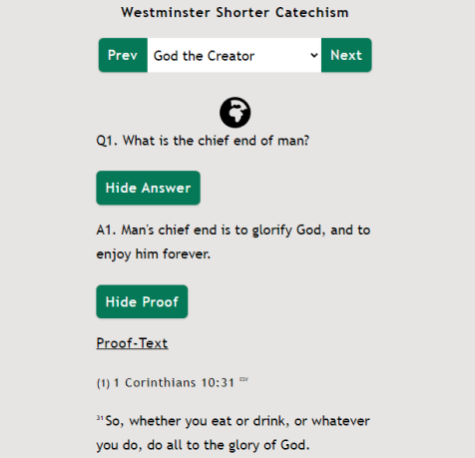 Westminster Shorter Catechism
Prev God the Creator Next
Q1. What is the chief end of man?
Hide Answer
A1. Man's chief end is to glorify God, and to
enjoy him forever.
Hide Proof
Proof-Text
(1) 1 Corinthians 10:31 ESV
31 So, whether you eat or drink, or whatever
you do, do all to the glory of God.